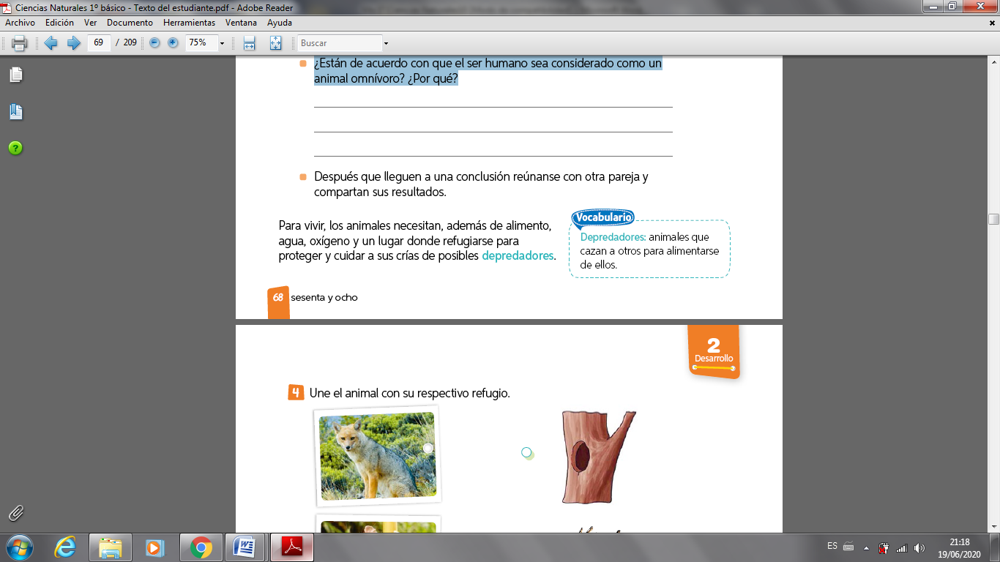 Ciencias Naturales 1º básico - Texto del estudiante.pdf - Adobe Reader
Archivo Edición Ver Documento Herramientas Ventana Ayuda
69 / 209 75% Buscar
¿Están de acuerdo con que el ser humano sea considerado como un
animal omnívoro? ¿Por qué?
Después que lleguen a una conclusión reúnanse con otra pareja y
compartan sus resultados.
Para vivir, los animales necesitan, además de alimento,
agua, oxígeno y un lugar donde refugiarse para
proteger y cuidar a sus crías de posibles depredadores.
Vocabulario
Depredadores: animales que
cazan a otros para alimentarse
de ellos.
68 sesenta y ocho
2
Desarrollo
4 Une el animal con su respectivo refugio.
ES
21:18
19/06/2020